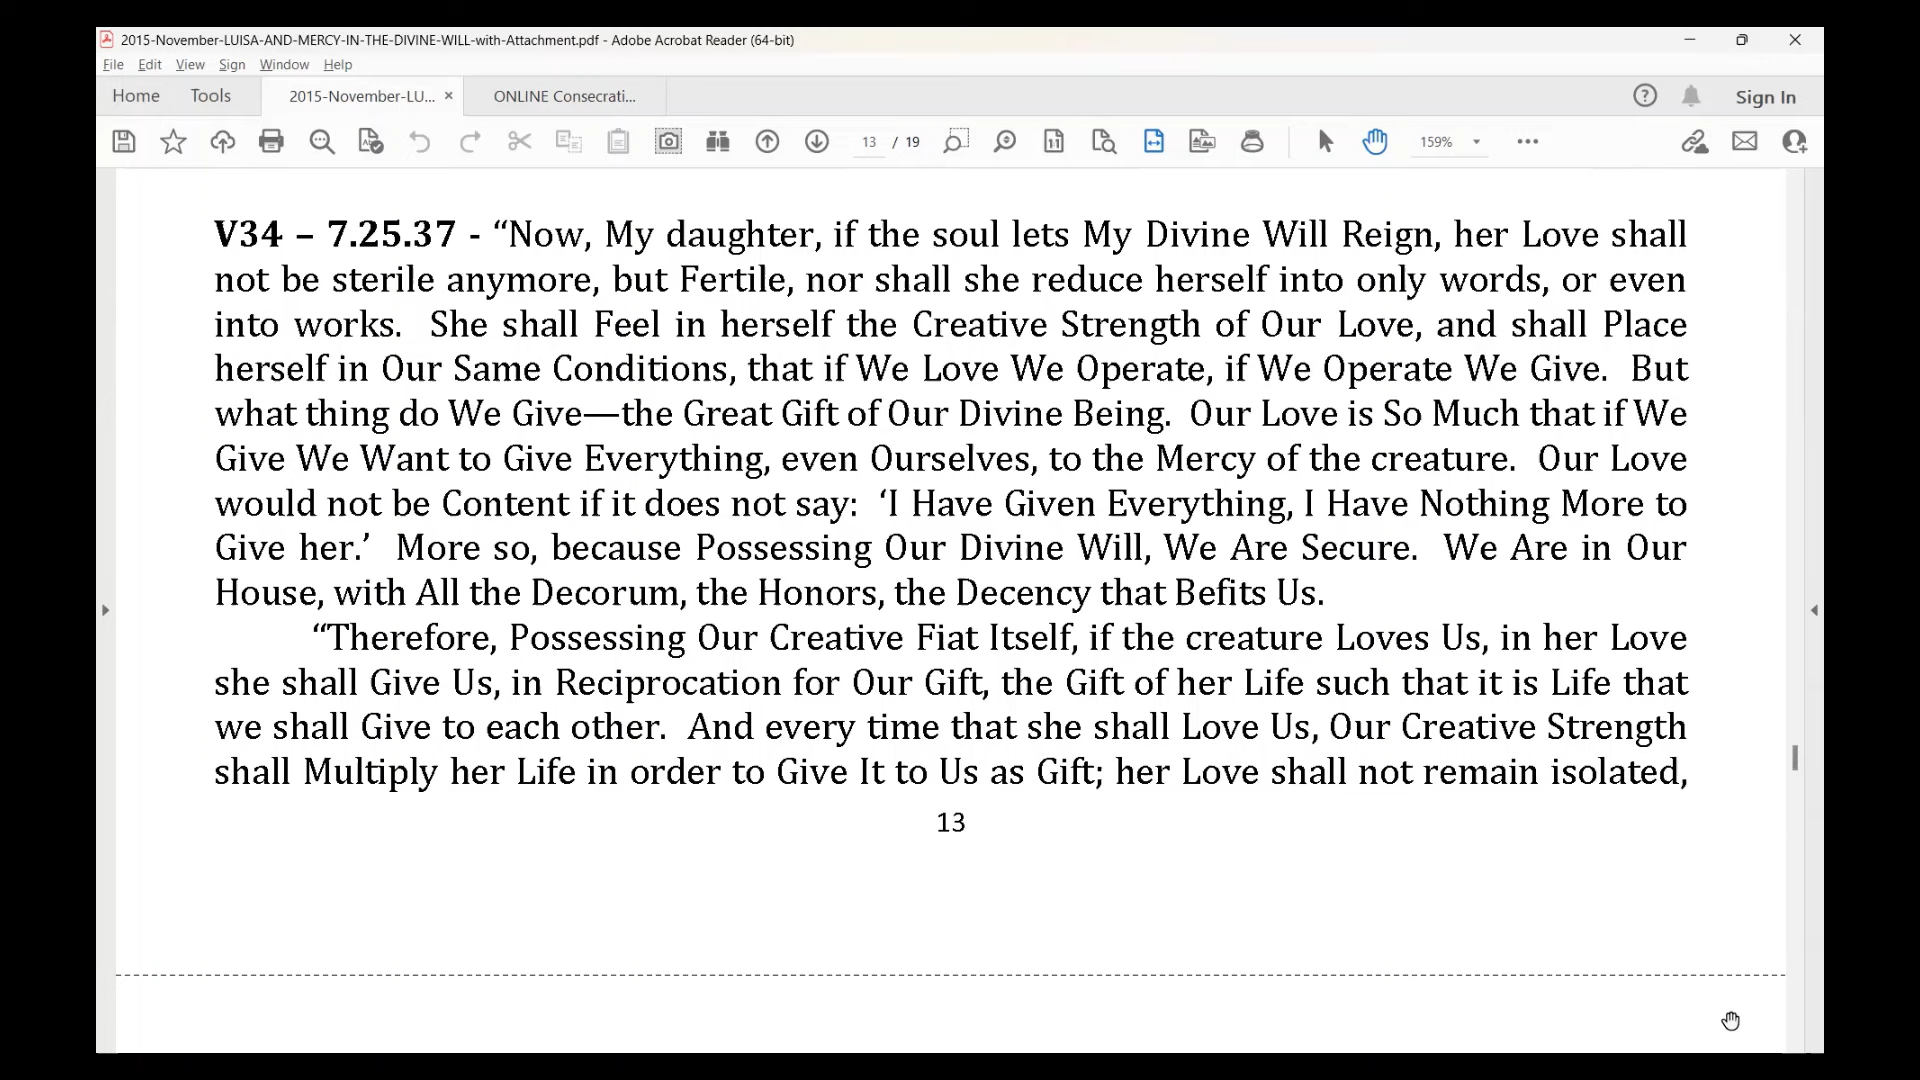 2015-November-LUISA-AND-MERCY-IN-THE-DIVINE-WILL-with-Attachment.pdf - Adobe Acrobat Reader (64-bit)
File Edit View Sign Window Help
Home Tools 2015-November-LU... × ONLINE Consecrati... Sign In
13 / 19 159%
V34 – 7.25.37 - “Now, My daughter, if the soul lets My Divine Will Reign, her Love shall
not be sterile anymore, but Fertile, nor shall she reduce herself into only words, or even
into works. She shall Feel in herself the Creative Strength of Our Love, and shall Place
herself in Our Same Conditions, that if We Love We Operate, if We Operate We Give. But
what thing do We Give—the Great Gift of Our Divine Being. Our Love is So Much that if We
Give We Want to Give Everything, even Ourselves, to the Mercy of the creature. Our Love
would not be Content if it does not say: ‘I Have Given Everything, I Have Nothing More to
Give her.’ More so, because Possessing Our Divine Will, We Are Secure. We Are in Our
House, with All the Decorum, the Honors, the Decency that Befits Us.
“Therefore, Possessing Our Creative Fiat Itself, if the creature Loves Us, in her Love
she shall Give Us, in Reciprocation for Our Gift, the Gift of her Life such that it is Life that
we shall Give to each other. And every time that she shall Love Us, Our Creative Strength
shall Multiply her Life in order to Give It to Us as Gift; her Love shall not remain isolated,
13